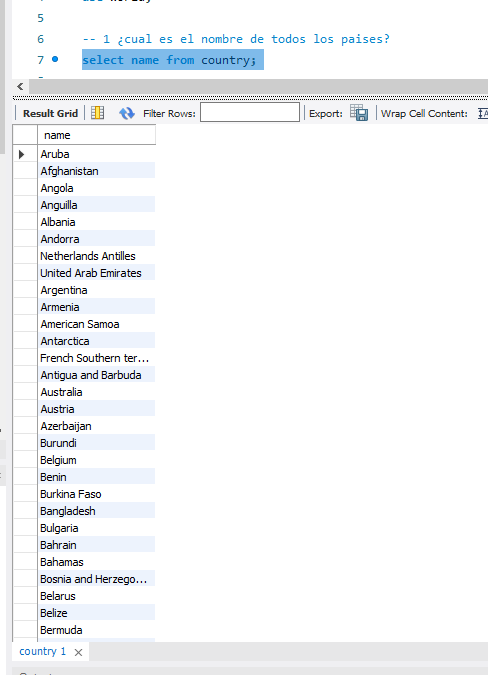 5
6 -- 1 ¿cual es el nombre de todos los paises?
7 select name from country;
Result Grid Filter Rows: Export: Wrap Cell Content:
name
Aruba
Afghanistan
Angola
Anguilla
Albania
Andorra
Netherlands Antilles
United Arab Emirates
Argentina
Armenia
American Samoa
Antarctica
French Southern ter...
Antigua and Barbuda
Australia
Austria
Azerbaijan
Burundi
Belgium
Benin
Burkina Faso
Bangladesh
Bulgaria
Bahrain
Bahamas
Bosnia and Herzego...
Belarus
Belize
Bermuda
country 1